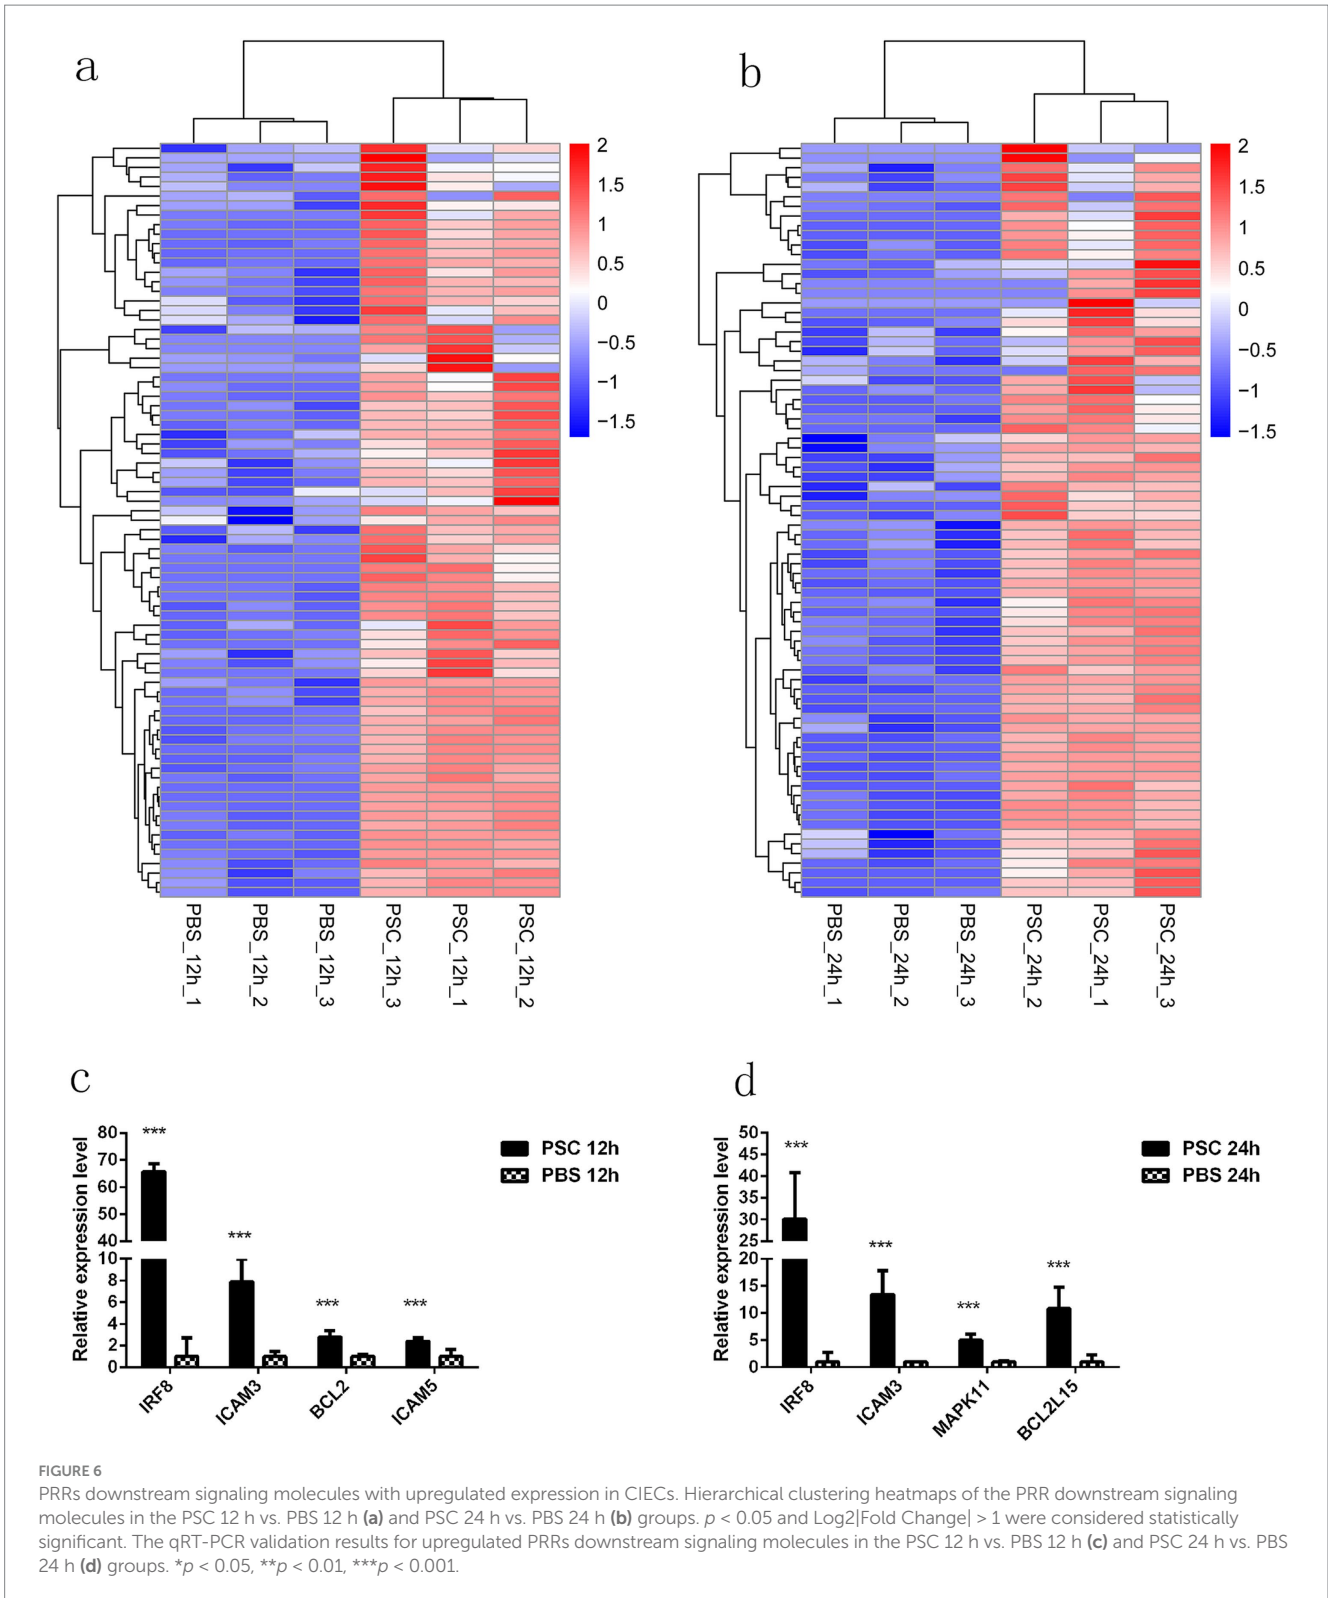 a
2
1.5
1
0.5
0
−0.5
−1
−1.5
PBS_12h_1
PBS_12h_2
PBS_12h_3
PSC_12h_3
PSC_12h_1
PSC_12h_2
b
2
1.5
1
0.5
0
−0.5
−1
−1.5
PBS_24h_1
PBS_24h_2
PBS_24h_3
PSC_24h_2
PSC_24h_1
PSC_24h_3
c
Relative expression level
80
70
60
50
40
10
8
6
4
2
0
***
***
***
***
IRF8
ICAM3
BCL2
ICAM5
PSC 12h
PBS 12h
d
Relative expression level
50
45
40
35
30
25
20
15
10
5
0
***
***
***
***
IRF8
ICAM3
MAPK11
BCL2L15
PSC 24h
PBS 24h
FIGURE 6
PRRs downstream signaling molecules with upregulated expression in CIECs. Hierarchical clustering heatmaps of the PRR downstream signaling
molecules in the PSC 12 h vs. PBS 12 h (a) and PSC 24 h vs. PBS 24 h (b) groups. p < 0.05 and Log2|Fold Change| > 1 were considered statistically
significant. The qRT-PCR validation results for upregulated PRRs downstream signaling molecules in the PSC 12 h vs. PBS 12 h (c) and PSC 24 h vs. PBS
24 h (d) groups. *p < 0.05, **p < 0.01, ***p < 0.001.